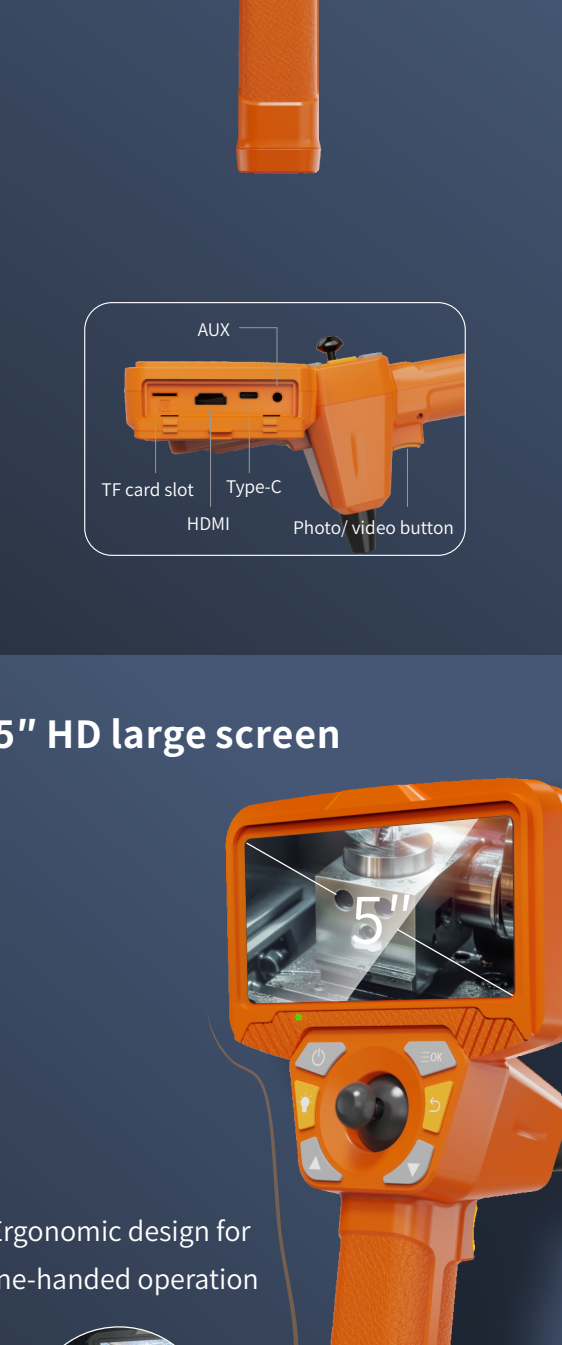 AUX
TF card slot
Type-C
HDMI
Photo/ video button
5″ HD large screen
5″
OK
Ergonomic design for
ne-handed operation